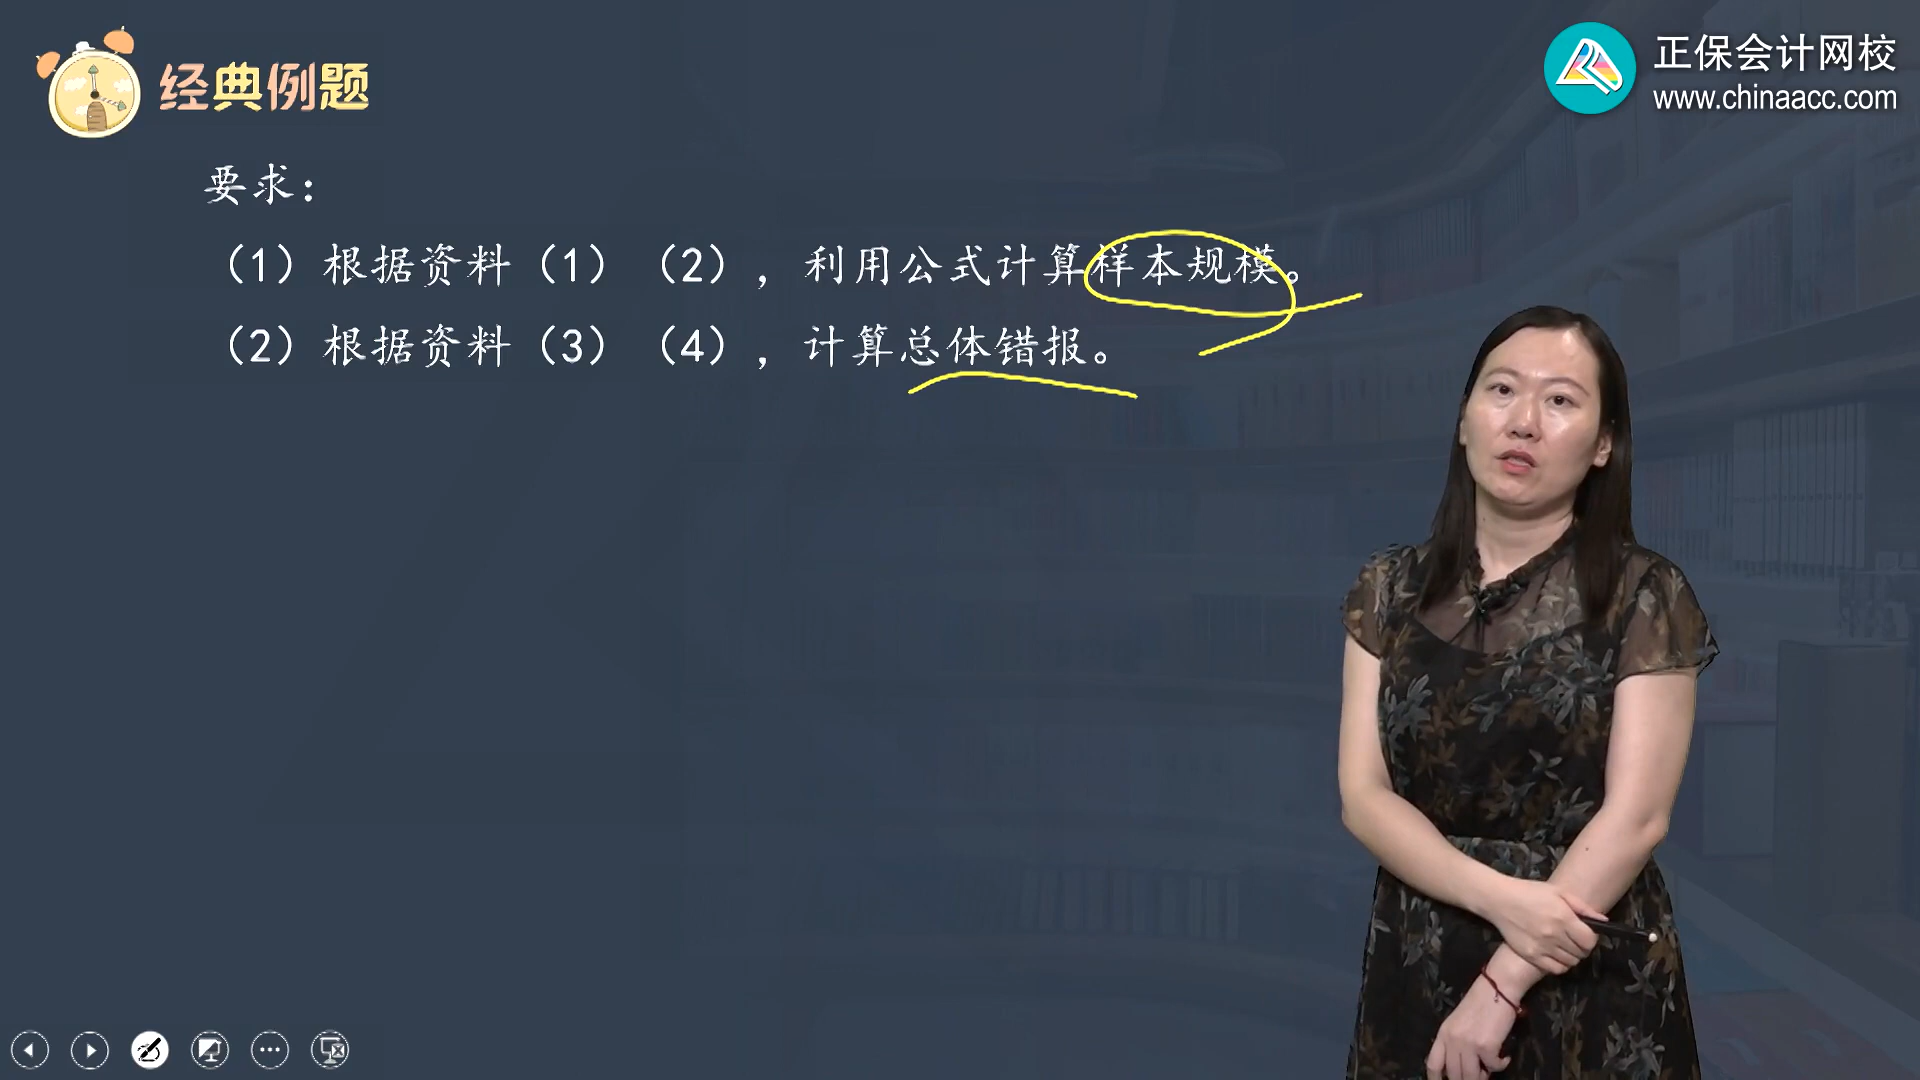 经典例题
正保会计网校
www.chinaacc.com
要求：
（1）根据资料（1）（2），利用公式计算样本规模。
（2）根据资料（3）（4），计算总体错报。